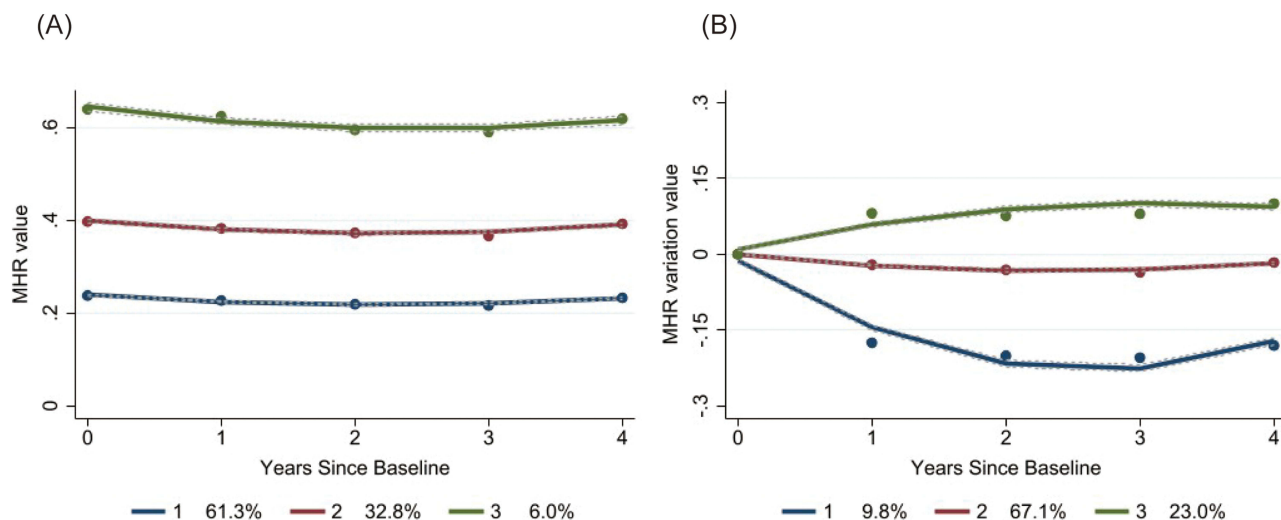 (A)
(B)
MHR value
.6
.4
.2
0
0 1 2 3 4
Years Since Baseline
1 61.3% 2 32.8% 3 6.0%
MHR variation value
.3
.15
0
-.15
-.3
0 1 2 3 4
Years Since Baseline
1 9.8% 2 67.1% 3 23.0%